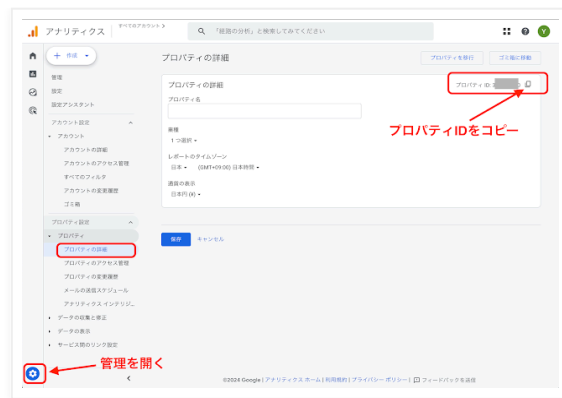 アナリティクス
すべてのアカウント >
「経路の分析」と検索してみてください
Y
+ 作成
管理
設定
設定アシスタント
アカウント設定
アカウント
アカウントの詳細
アカウントのアクセス管理
すべてのフィルタ
アカウントの変更履歴
ゴミ箱
プロパティ設定
プロパティ
プロパティの詳細
プロパティのアクセス管理
プロパティの変更履歴
メールの送信スケジュール
アナリティクス インテリジ...
データの収集と修正
データの表示
サービス間のリンク設定
管理を開く
プロパティの詳細
プロパティを移行
ゴミ箱に移動
プロパティの詳細
プロパティ ID:
プロパティIDをコピー
プロパティ名
業種
1 つ選択
レポートのタイムゾーン
日本 (GMT+09:00) 日本時間
通貨の表示
日本円 (¥)
保存 キャンセル
©2024 Google | アナリティクス ホーム | 利用規約 | プライバシー ポリシー | フィードバックを送信